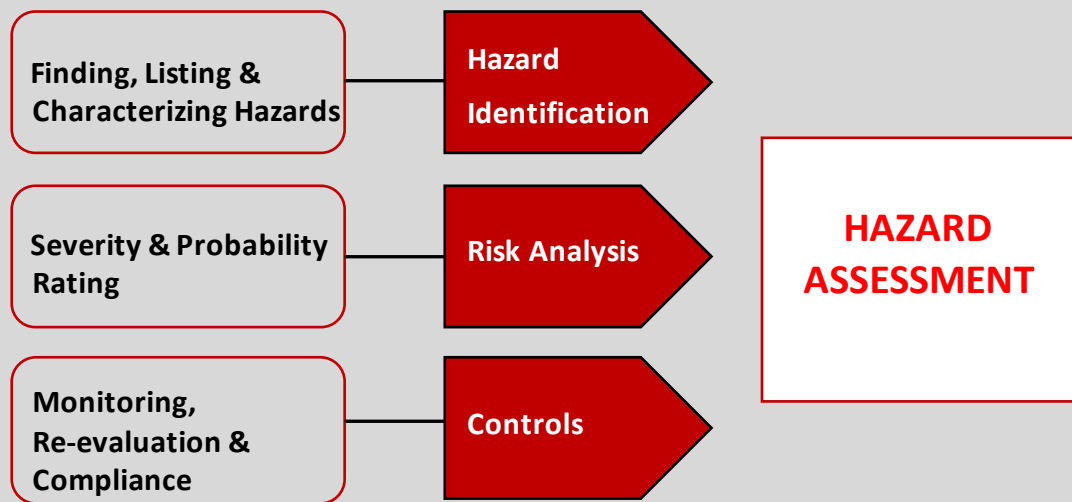 Finding, Listing &
Characterizing Hazards
Hazard
Identification
Severity & Probability
Rating
Risk Analysis
HAZARD
ASSESSMENT
Monitoring,
Re-evaluation &
Compliance
Controls